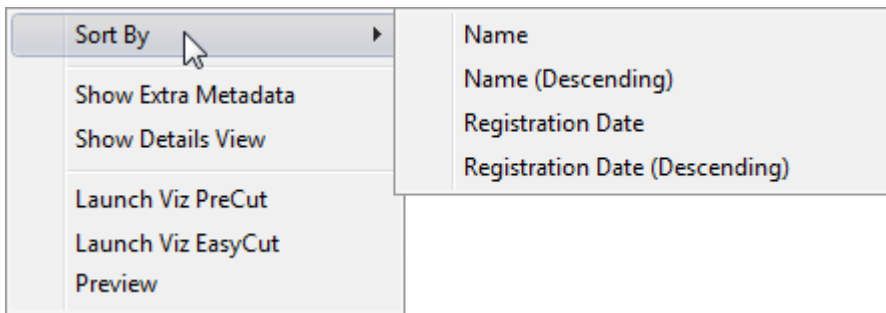 Sort By
Name
Name (Descending)
Registration Date
Registration Date (Descending)
Show Extra Metadata
Show Details View
Launch Viz PreCut
Launch Viz EasyCut
Preview